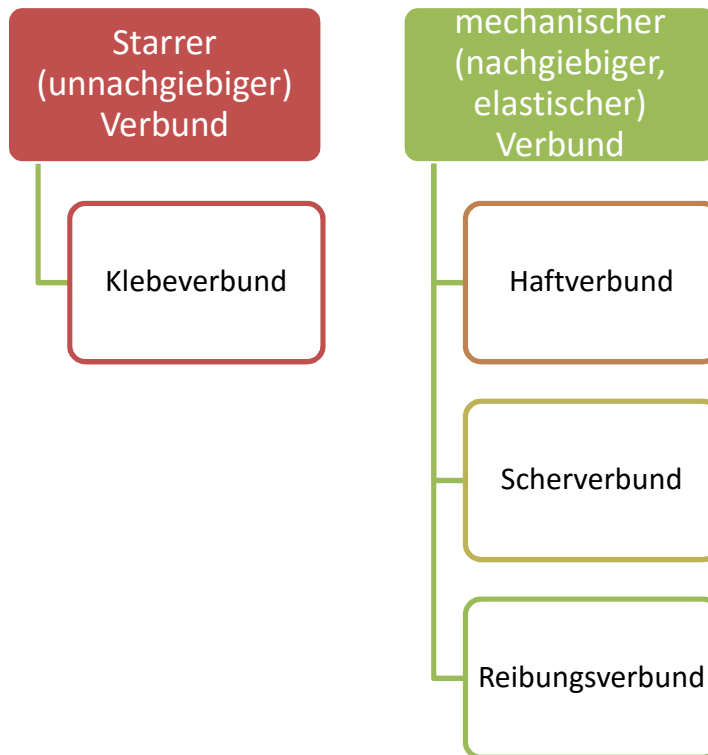 Starrer
(unnachgiebiger)
Verbund
Klebeverbund
mechanischer
(nachgiebiger,
elastischer)
Verbund
Haftverbund
Scherverbund
Reibungsverbund